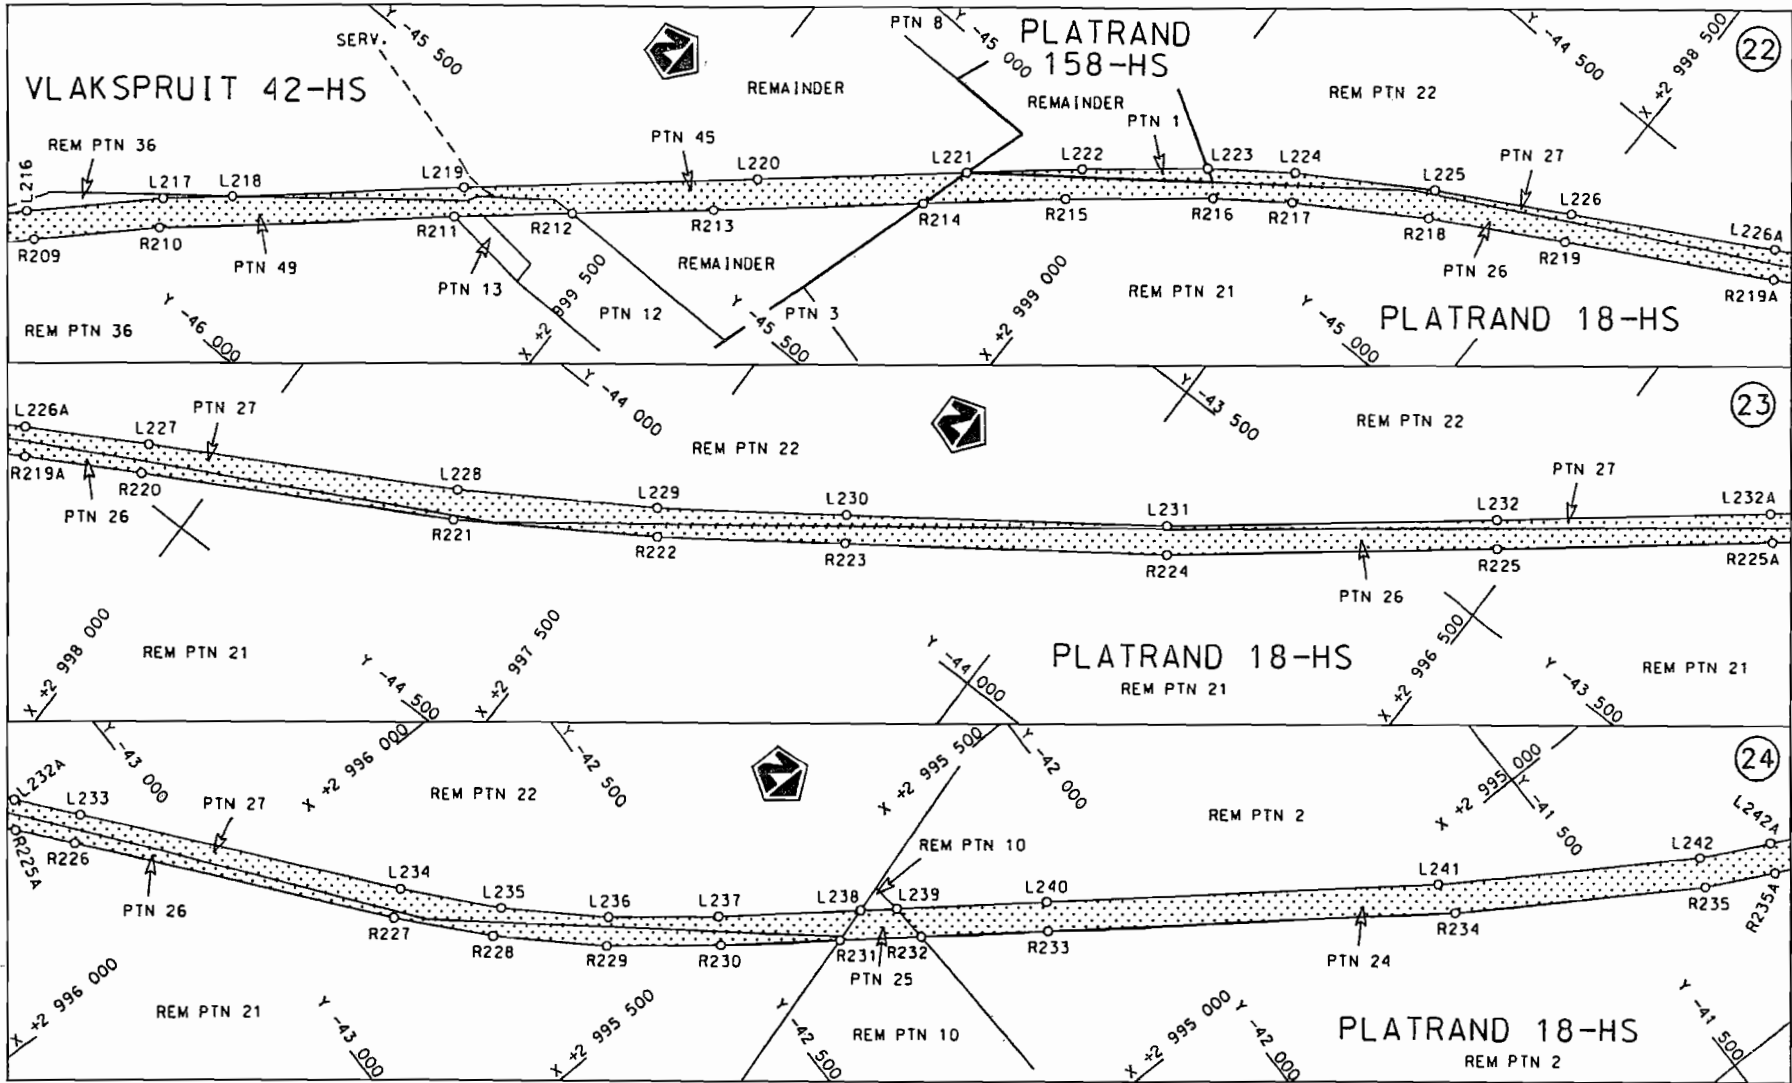 SERV.
Y -45 500
PTN 8
Y -45 000
PLATRAND
158-HS
Y -44 500
X +2 998 500
22
VLAKSPRUIT 42-HS
REMAINDER
REMAINDER
REM PTN 22
PTN 1
REM PTN 36
PTN 45
PTN 27
L216
L217
L218
L219
L220
L221
L222
L223
L224
L225
L226
L226A
R209
R210
R211
R212
R213
R214
R215
R216
R217
R218
R219
R219A
PTN 49
PTN 13
REMAINDER
PTN 26
REM PTN 21
REM PTN 36
Y -46 000
X +2 999 500
PTN 12
Y -45 500
PTN 3
X +2 999 000
Y -45 000
PLATRAND 18-HS
L226A
PTN 27
L227
Y -44 000
REM PTN 22
Y -43 500
REM PTN 22
23
L228
L229
L230
L231
L232
PTN 27
L232A
R219A
R220
PTN 26
R221
R222
R223
R224
R225
R225A
PTN 26
X +2 998 000
REM PTN 21
Y -44 500
X +2 997 500
Y -44 000
PLATRAND 18-HS
REM PTN 21
X +2 996 500
Y -43 500
REM PTN 21
L232A
Y -43 000
X +2 996 000
Y -42 500
X +2 995 500
Y -42 000
X +2 995 000
Y -41 500
24
L233
PTN 27
REM PTN 22
REM PTN 2
REM PTN 10
L234
L235
L236
L237
L238
L239
L240
L241
L242
L242A
R225A
R226
PTN 26
R227
R228
R229
R230
R231
R232
R233
R234
R235
R235A
PTN 25
PTN 24
X +2 996 000
REM PTN 21
Y -43 000
X +2 995 500
Y -42 500
REM PTN 10
X +2 995 000
Y -42 000
PLATRAND 18-HS
REM PTN 2
Y -41 500